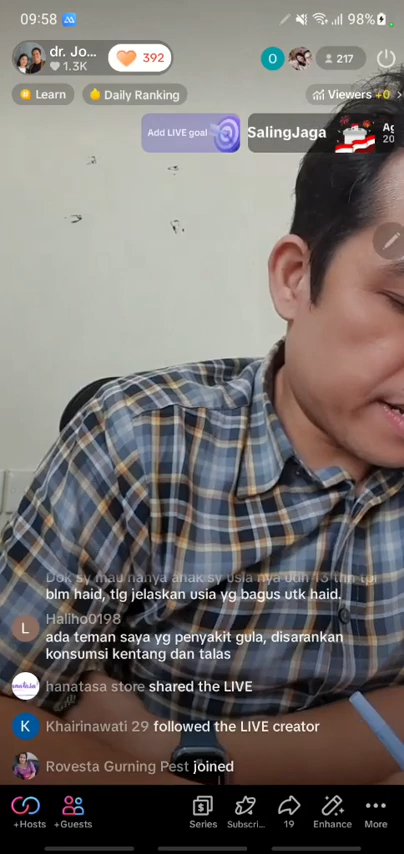 09:58
98%
dr. Jo...
1.3K
392
O
217
Learn
Daily Ranking
Viewers +0
Add LIVE goal
SalingJaga
20
Dok sy mau nanya anak sy usia nya udh 13 thn tpi
blm haid, tlg jelaskan usia yg bagus utk haid.
L
Haliho0198
ada teman saya yg penyakit gula, disarankan
konsumsi kentang dan talas
hanatasa store shared the LIVE
K
Khairinawati 29 followed the LIVE creator
Rovesta Gurning Pest joined
+Hosts
+Guests
Series
Subscri...
19
Enhance
More